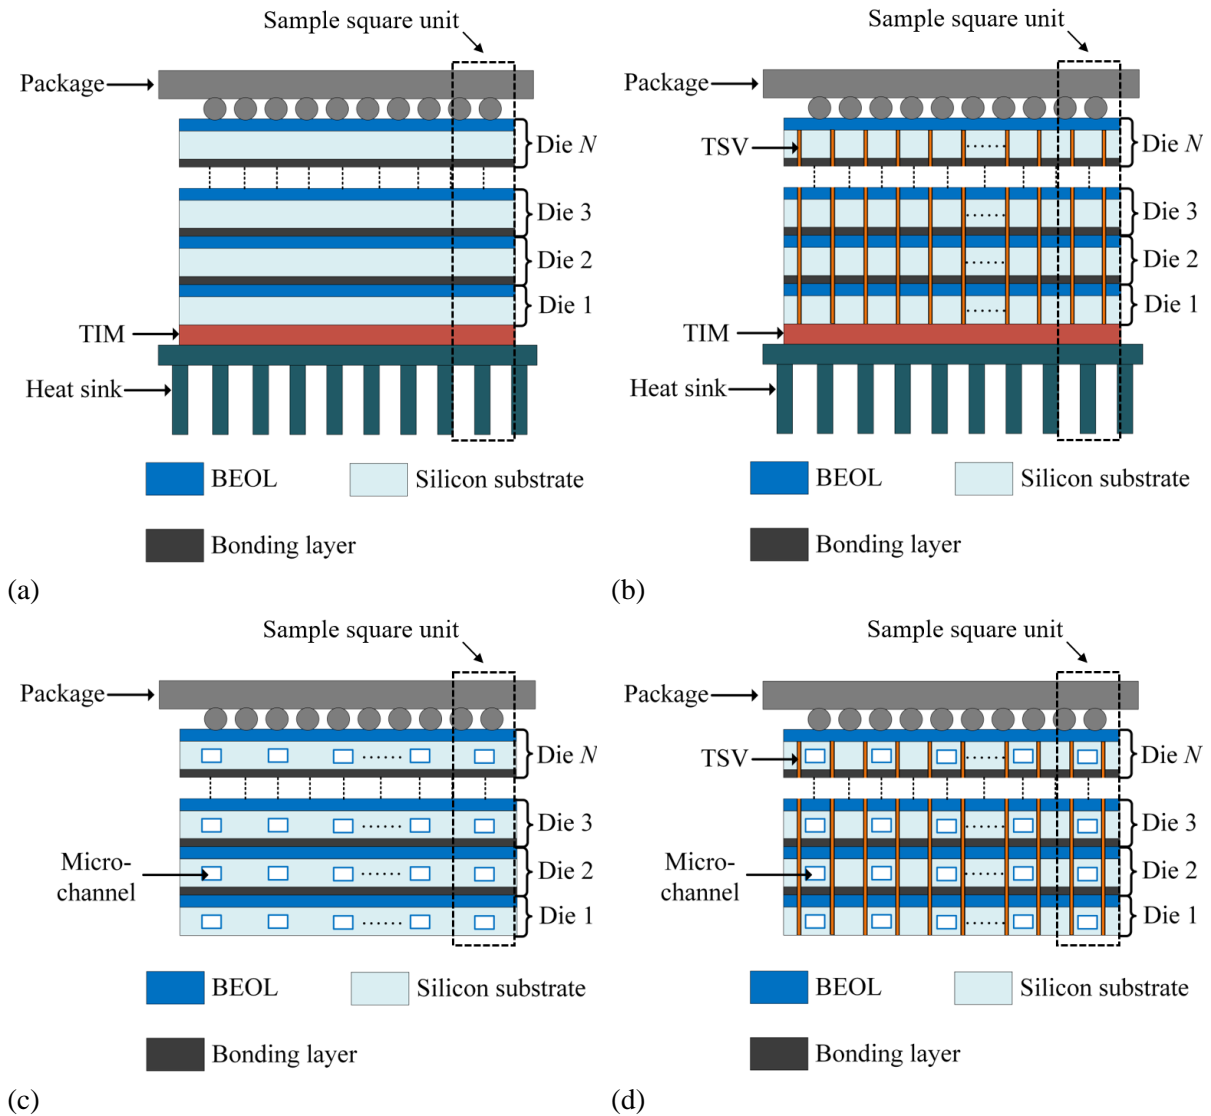 Sample square unit
Package
Die N
Die 3
Die 2
Die 1
TIM
Heat sink
BEOL
Silicon substrate
Bonding layer
(a)
Sample square unit
Package
TSV
Die N
Die 3
Die 2
Die 1
TIM
Heat sink
BEOL
Silicon substrate
Bonding layer
(b)
Sample square unit
Package
Die N
Die 3
Micro-
channel
Die 2
Die 1
BEOL
Silicon substrate
Bonding layer
(c)
Sample square unit
Package
TSV
Die N
Die 3
Micro-
channel
Die 2
Die 1
BEOL
Silicon substrate
Bonding layer
(d)